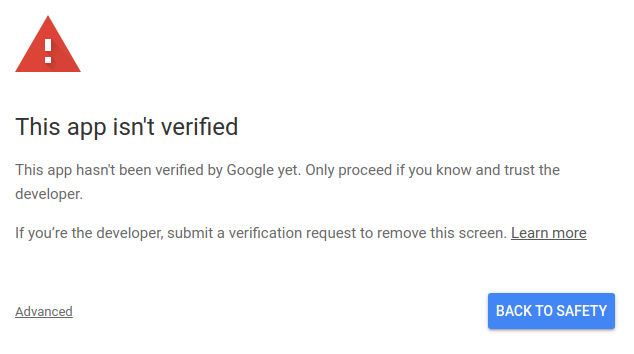 This app isn't verified
This app hasn't been verified by Google yet. Only proceed if you know and trust the
developer.
If you’re the developer, submit a verification request to remove this screen. Learn more
Advanced
BACK TO SAFETY